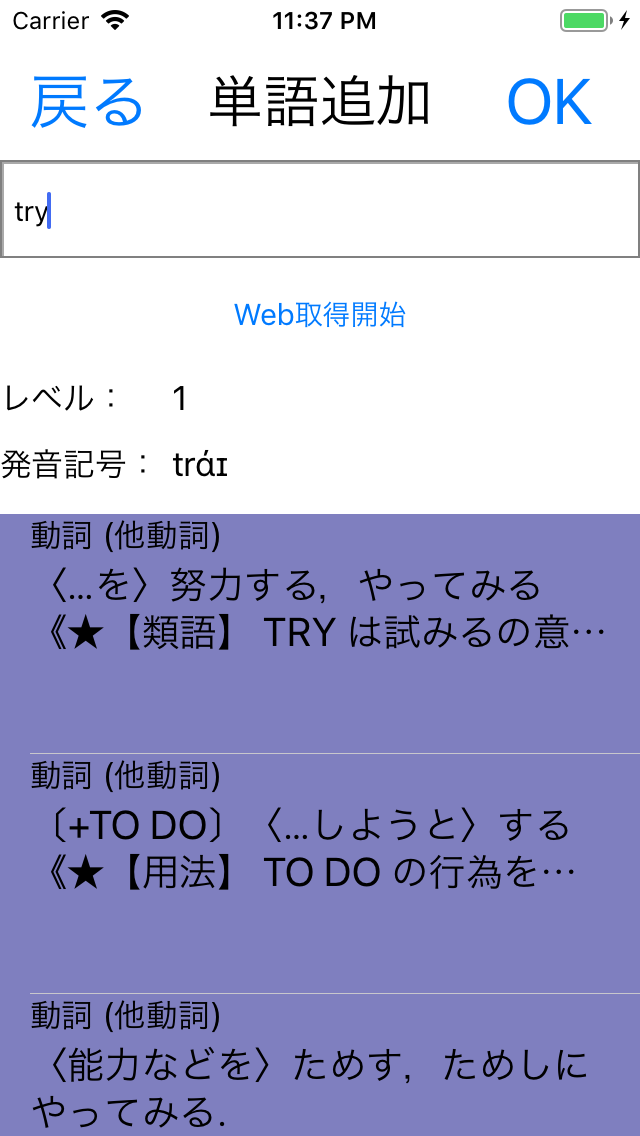 Carrier 11:37 PM
戻る 単語追加 OK
try
Web取得開始
レベル： 1
発音記号： trάɪ
動詞 (他動詞)
〈…を〉努力する，やってみる
《★【類語】 TRY は試みるの意…
動詞 (他動詞)
〔+TO DO〕〈…しようと〉する
《★【用法】 TO DO の行為を…
動詞 (他動詞)
〈能力などを〉ためす，ためしに
やってみる.